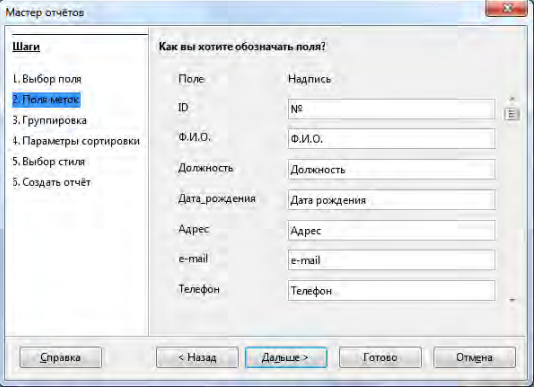 Мастер отчётов
Шаги
1. Выбор поля
2. Поля меток
3. Группировка
4. Параметры сортировки
5. Выбор стиля
6. Создать отчёт
Как вы хотите обозначать поля?
Поле Надпись
ID №
Ф.И.О. Ф.И.О.
Должность Должность
Дата_рождения Дата рождения
Адрес Адрес
e-mail e-mail
Телефон Телефон
Справка < Назад Дальше > Готово Отмена